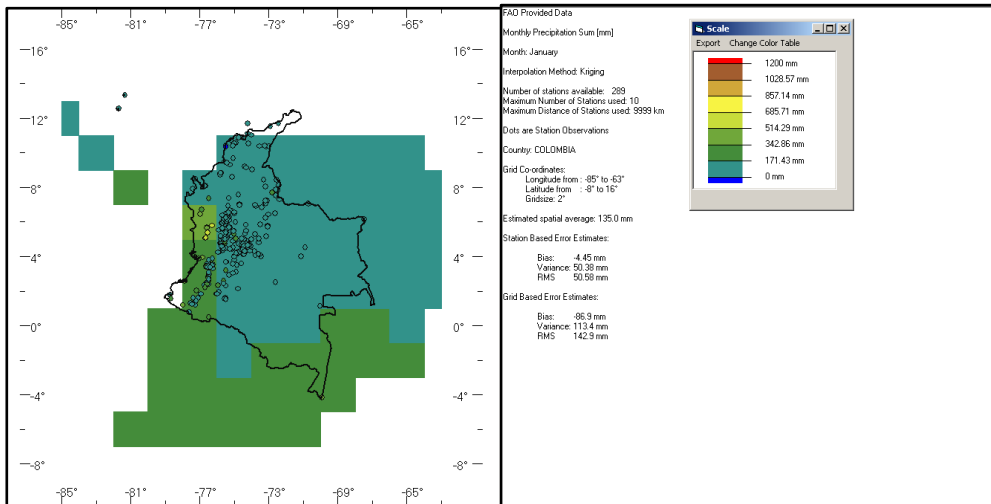 -85° -81° -77° -73° -69° -65°
16° 16°
12° 12°
8° 8°
4° 4°
0° 0°
-4° -4°
-8° -8°
-85° -81° -77° -73° -69° -65°
FAO Provided Data
Monthly Precipitation Sum [mm]
Month: January
Interpolation Method: Kriging
Number of stations available: 289
Maximum Number of Stations used: 10
Maximum Distance of Stations used: 9999 km
Dots are Station Observations
Country: COLOMBIA
Grid Co-ordinates:
Longitude from : -85° to -63°
Latitude from : -8° to 16°
Gridsize: 2°
Estimated spatial average: 135.0 mm
Station Based Error Estimates:
Bias: -4.45 mm
Variance: 50.38 mm
RMS 50.58 mm
Grid Based Error Estimates:
Bias: -86.9 mm
Variance: 113.4 mm
RMS 142.9 mm
Scale
Export Change Color Table
1200 mm
1028.57 mm
857.14 mm
685.71 mm
514.29 mm
342.86 mm
171.43 mm
0 mm